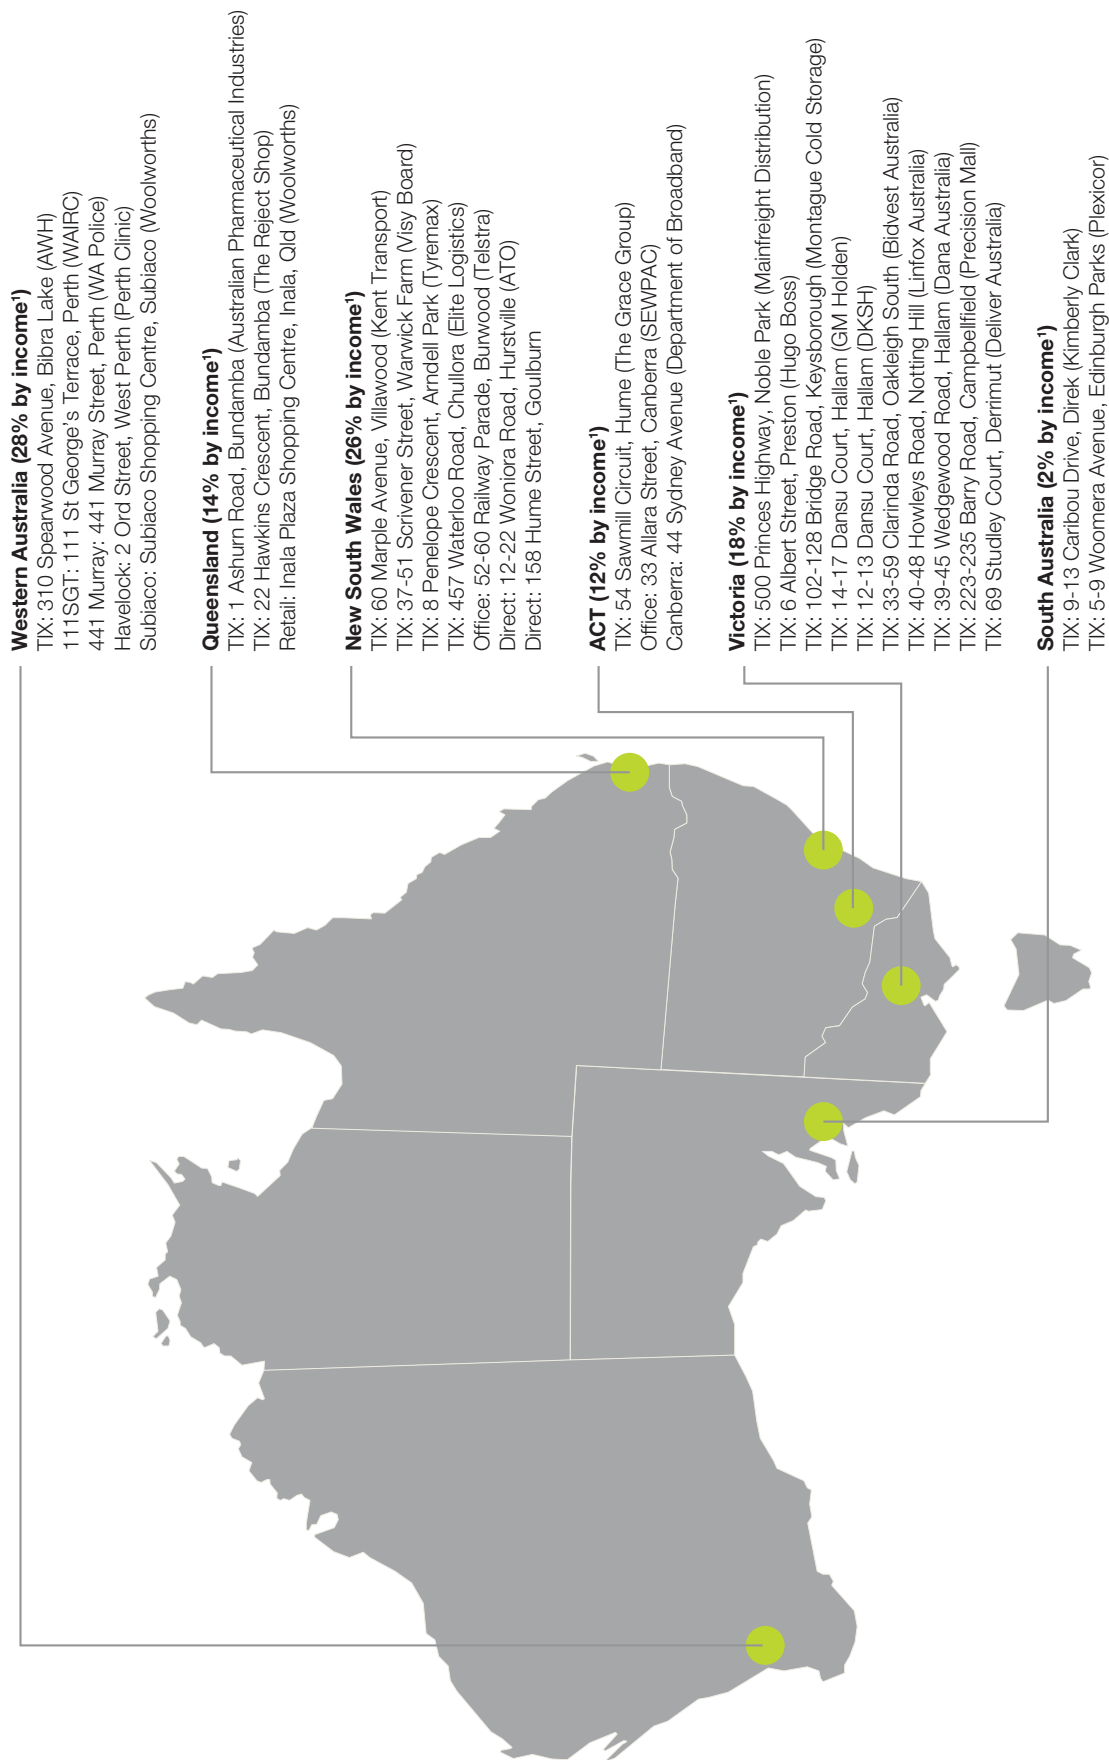 Western Australia (28% by income¹)
TIX: 310 Spearwood Avenue, Bibra Lake (AWH)
111SGT: 111 St George's Terrace, Perth (WAIRC)
441 Murray: 441 Murray Street, Perth (WA Police)
Havelock: 2 Ord Street, West Perth (Perth Clinic)
Subiaco: Subiaco Shopping Centre, Subiaco (Woolworths)
Queensland (14% by income¹)
TIX: 1 Ashurn Road, Bundamba (Australian Pharmaceutical Industries)
TIX: 22 Hawkins Crescent, Bundamba (The Reject Shop)
Retail: Inala Plaza Shopping Centre, Inala, Qld (Woolworths)
New South Wales (26% by income¹)
TIX: 60 Marple Avenue, Villawood (Kent Transport)
TIX: 37-51 Scrivener Street, Warwick Farm (Visy Board)
TIX: 8 Penelope Crescent, Arndell Park (Tyremax)
TIX: 457 Waterloo Road, Chullora (Elite Logistics)
Office: 52-60 Railway Parade, Burwood (Telstra)
Direct: 12-22 Woniora Road, Hurstville (ATO)
Direct: 158 Hume Street, Goulburn
ACT (12% by income¹)
TIX: 54 Sawmill Circuit, Hume (The Grace Group)
Office: 33 Allara Street, Canberra (SEWPAC)
Canberra: 44 Sydney Avenue (Department of Broadband)
Victoria (18% by income¹)
TIX: 500 Princes Highway, Noble Park (Mainfreight Distribution)
TIX: 6 Albert Street, Preston (Hugo Boss)
TIX: 102-128 Bridge Road, Keysborough (Montague Cold Storage)
TIX: 14-17 Dansu Court, Hallam (GM Holden)
TIX: 12-13 Dansu Court, Hallam (DKSH)
TIX: 33-59 Clarinda Road, Oakleigh South (Bidvest Australia)
TIX: 40-48 Howleys Road, Notting Hill (Linfox Australia)
TIX: 39-45 Wedgewood Road, Hallam (Dana Australia)
TIX: 223-235 Barry Road, Campbellfield (Precision Mall)
TIX: 69 Studley Court, Derrimut (Deliver Australia)
South Australia (2% by income¹)
TIX: 9-13 Caribou Drive, Direk (Kimberly Clark)
TIX: 5-9 Woomera Avenue, Edinburgh Parks (Plexicor)